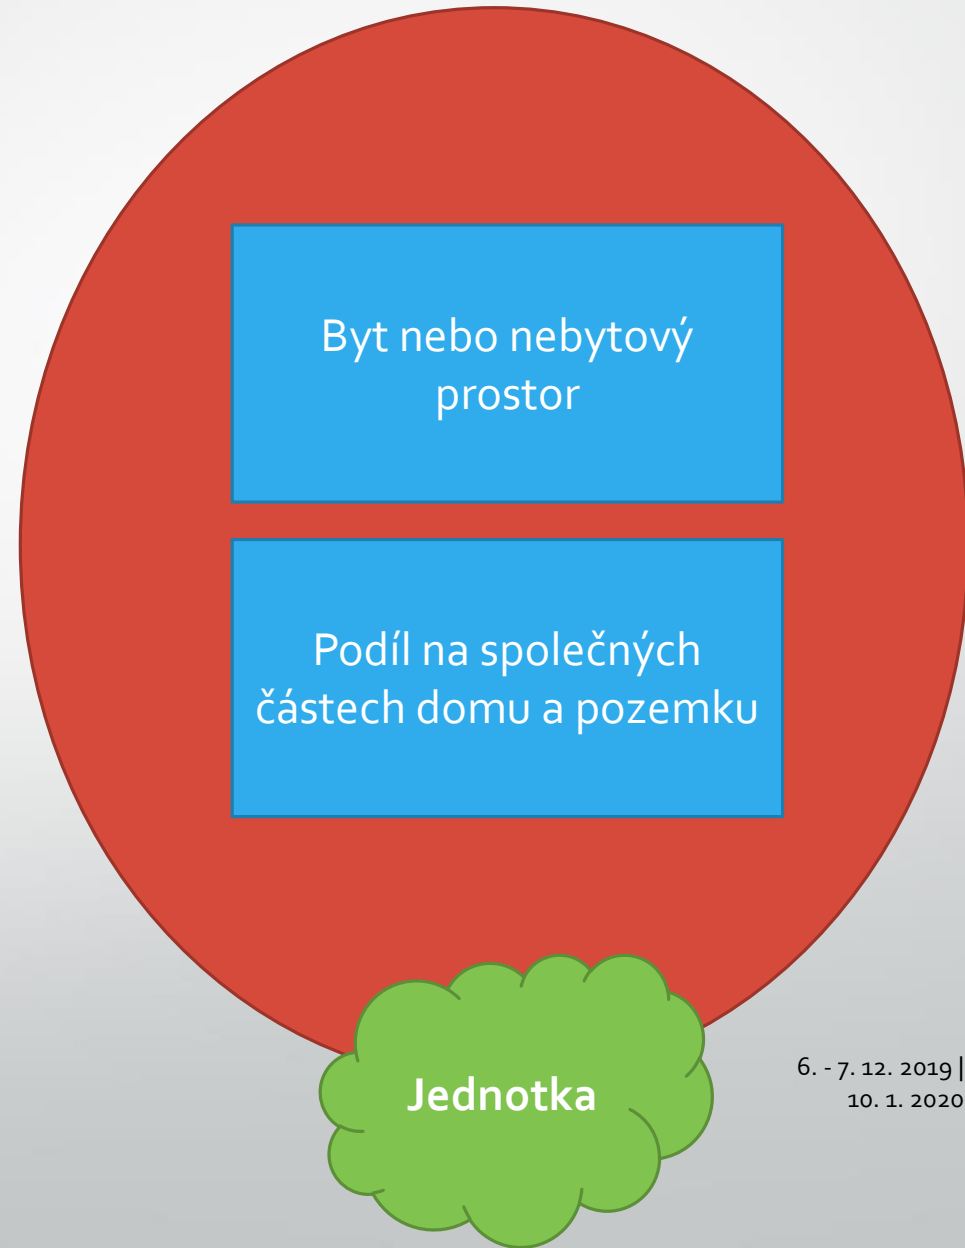 Byt nebo nebytový
prostor
Podíl na společných
částech domu a pozemku
Jednotka
6. - 7. 12. 2019 |
10. 1. 2020